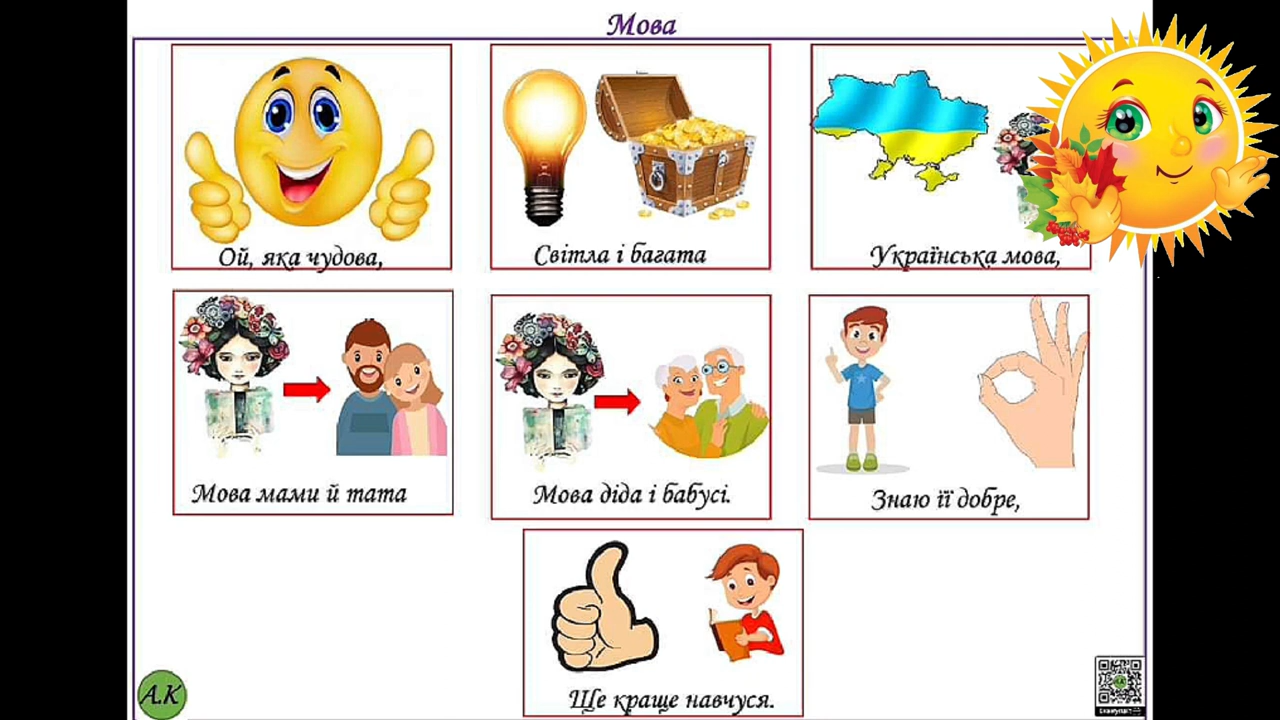 Мова
Ой, яка чудова,
Світла і багата
Українська мова,
Мова мами й тата
Мова діда і бабусі.
Знаю її добре,
Ще краще навчуся.
А.К